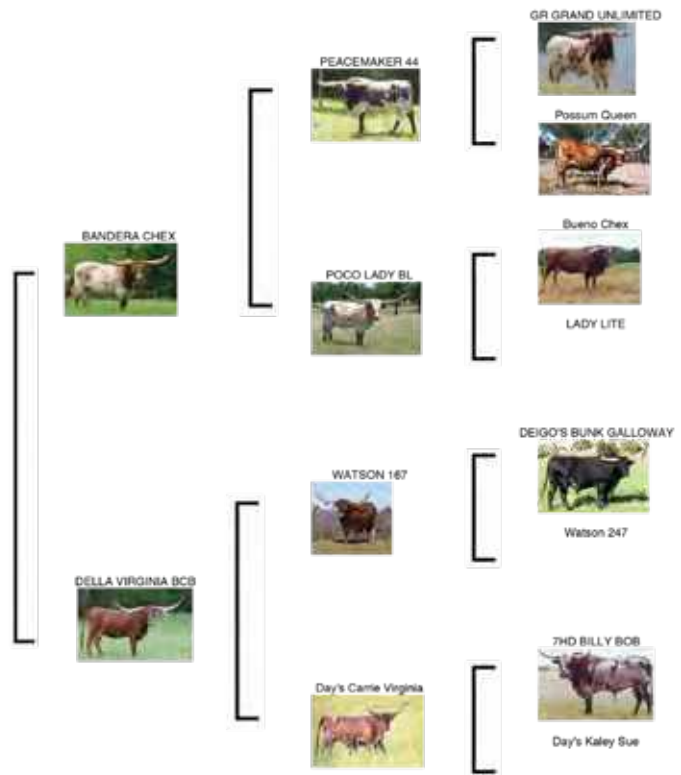 GR GRAND UNLIMITED
PEACEMAKER 44
Possum Queen
BANDERA CHEX
Bueno Chex
POCO LADY BL
LADY LITE
DEIGO'S BUNK GALLOWAY
WATSON 167
Watson 247
DELLA VIRGINIA BCB
7HD BILLY BOB
Day's Carrie Virginia
Day's Kaley Sue